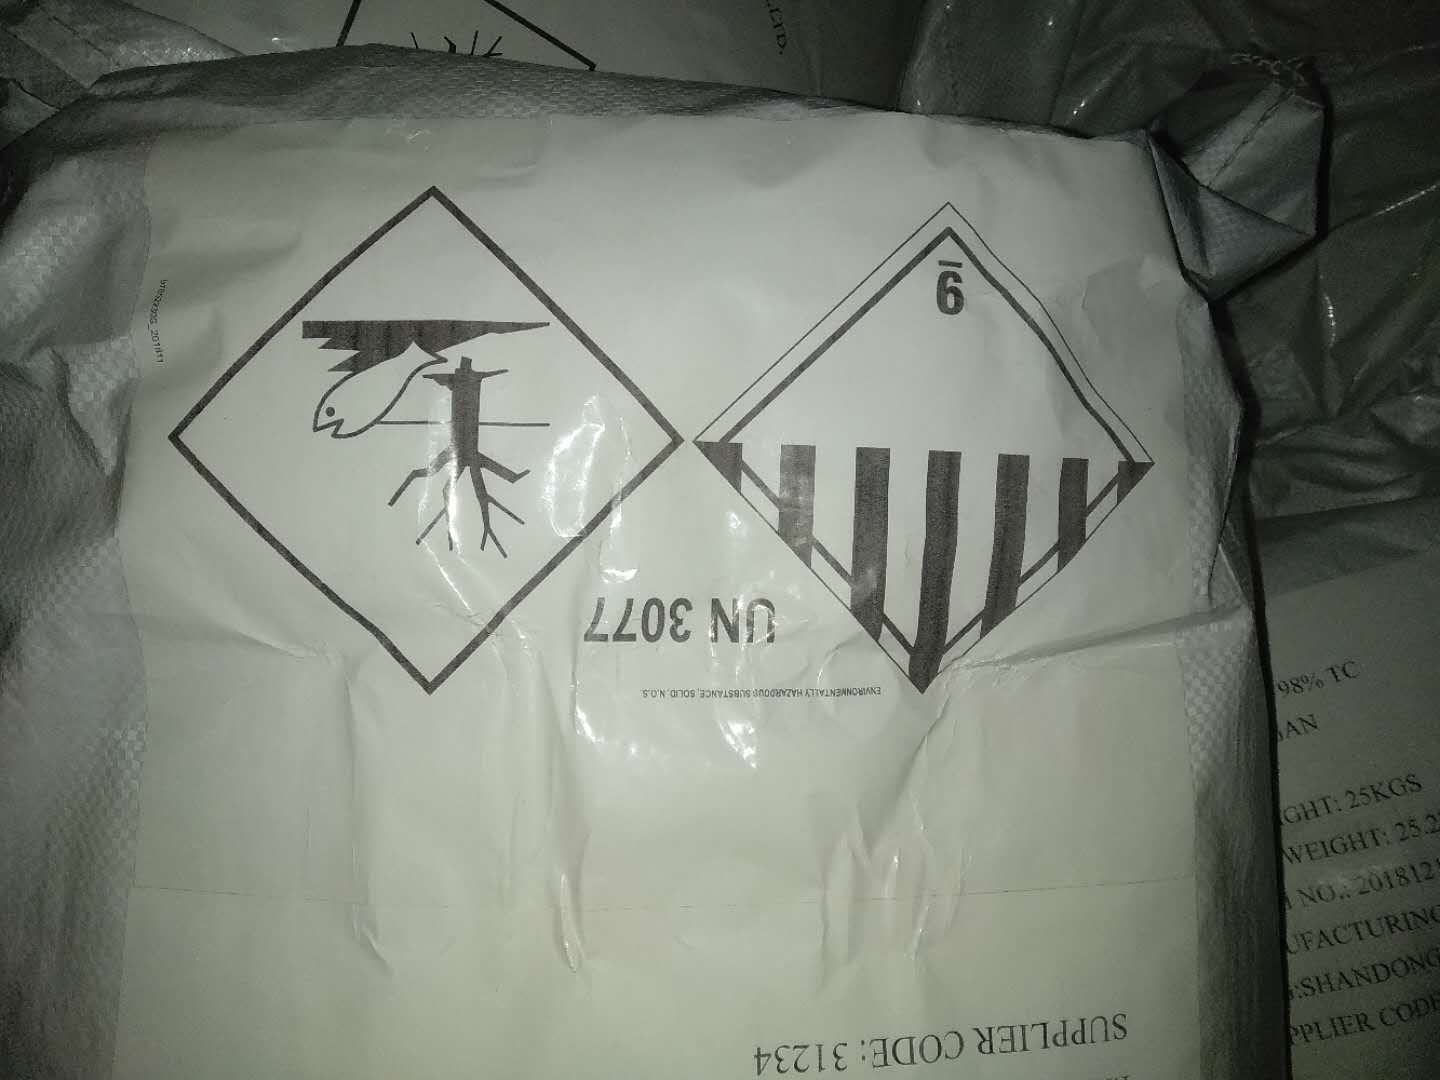 LTD.
9
UN 3077
ENVIRONMENTALLY HAZARDOUS SUBSTANCE, SOLID, N.O.S.
SUPPLIER CODE: 31234
98% TC
GHT: 25KGS
WEIGHT: 25.2
NO.: 2018121
UFACTURING
:SHANDONG
PPLIER CODE